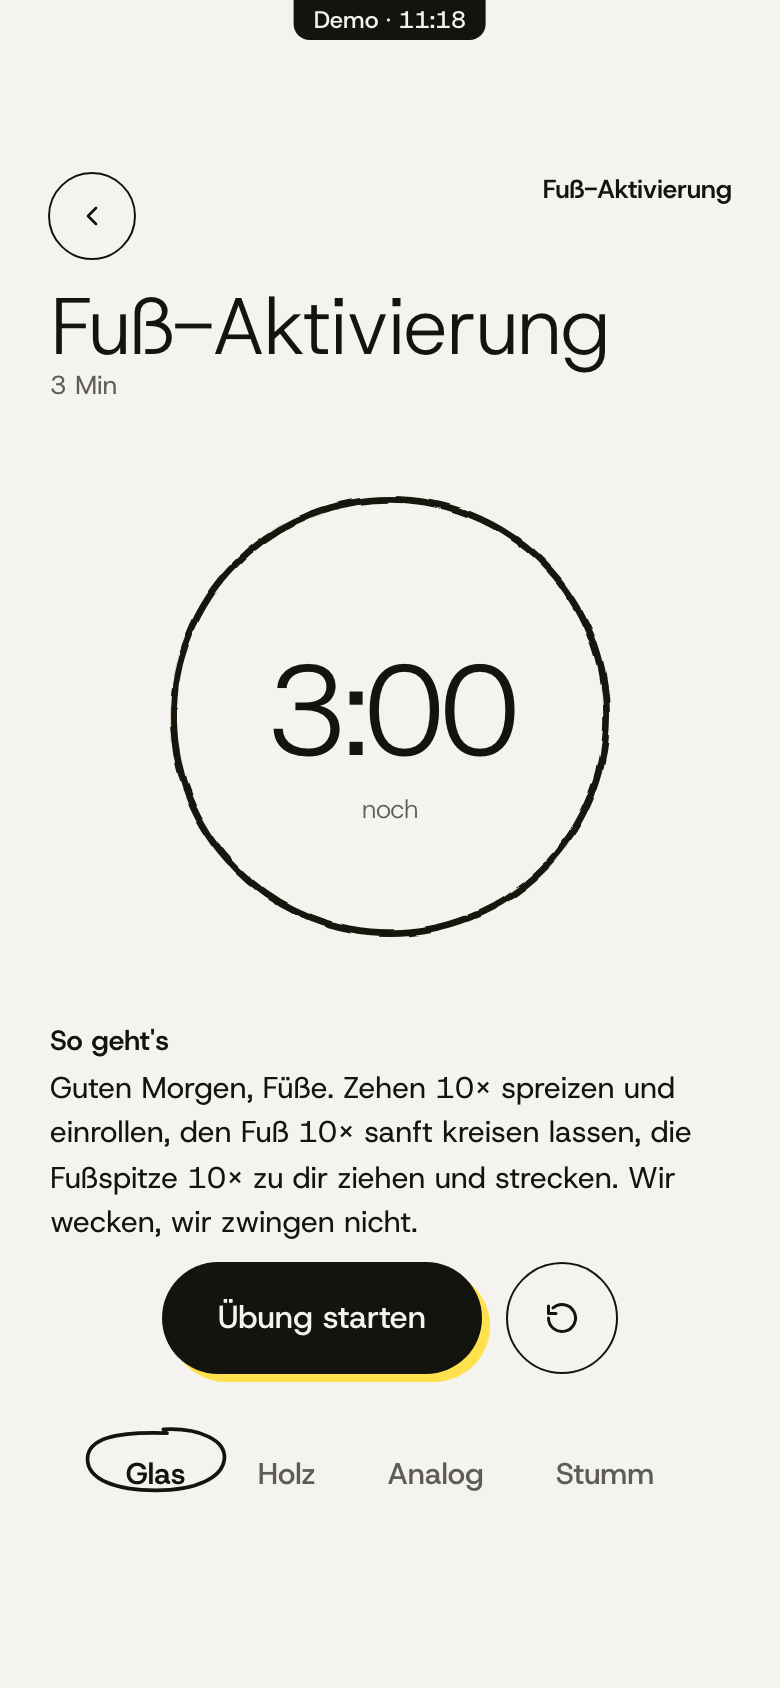 Demo · 11:18
Fuß–Aktivierung
Fuß–Aktivierung
3 Min
3:00
noch
So geht's
Guten Morgen, Füße. Zehen 10× spreizen und
einrollen, den Fuß 10× sanft kreisen lassen, die
Fußspitze 10× zu dir ziehen und strecken. Wir
wecken, wir zwingen nicht.
Übung starten
Glas Holz Analog Stumm